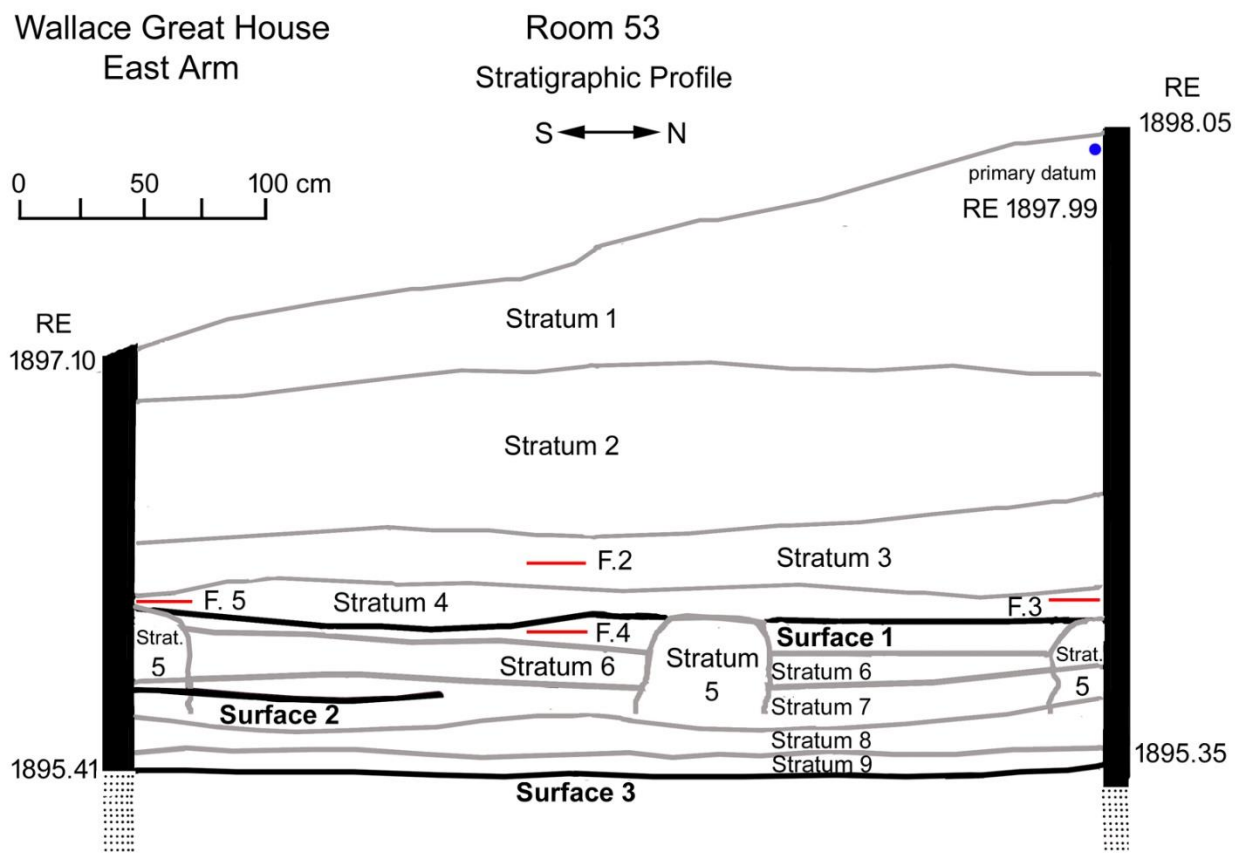 Wallace Great House
East Arm
Room 53
Stratigraphic Profile
S N
RE
1898.05
0 50 100 cm
primary datum
RE 1897.99
RE
1897.10
Stratum 1
Stratum 2
Stratum 3
F.2
Stratum 4
F. 5
F.3
F.4
Surface 1
Strat.
5
Stratum 6
Stratum
5
Stratum 6
Strat.
5
Stratum 7
Surface 2
Stratum 8
Stratum 9
1895.41
1895.35
Surface 3